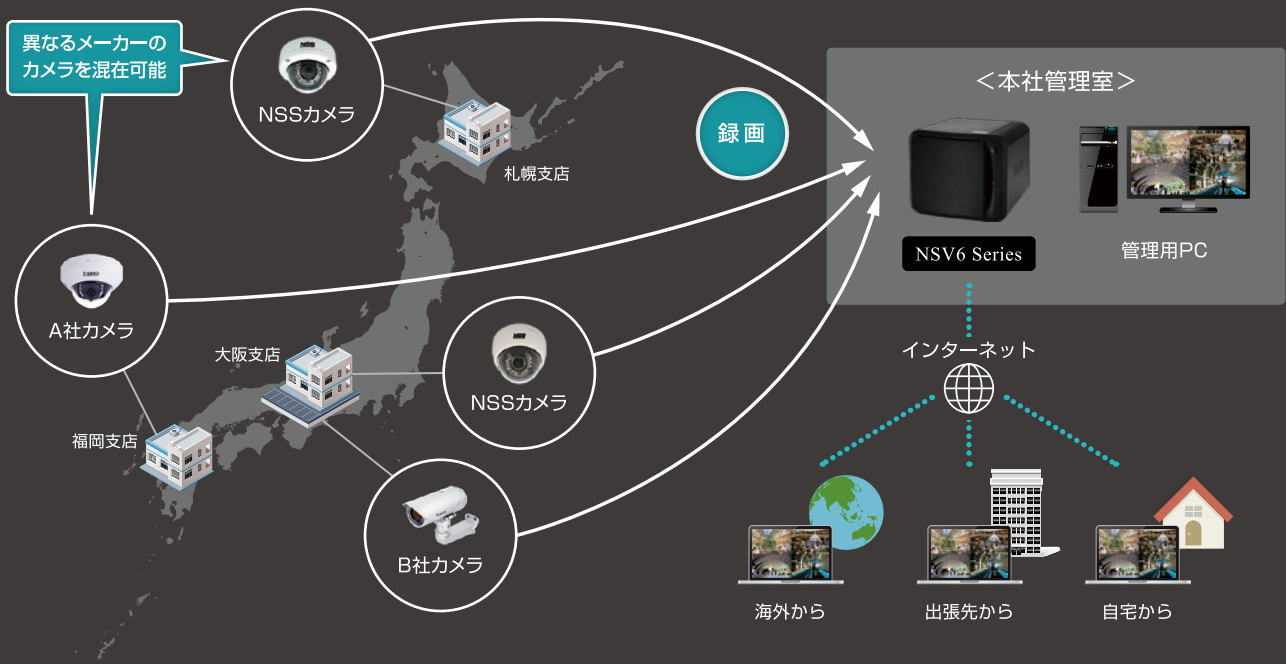 異なるメーカーの
カメラを混在可能
NSSカメラ
札幌支店
録画
＜本社管理室＞
NSV6 Series
管理用PC
A社カメラ
大阪支店
NSSカメラ
福岡支店
B社カメラ
インターネット
海外から
出張先から
自宅から